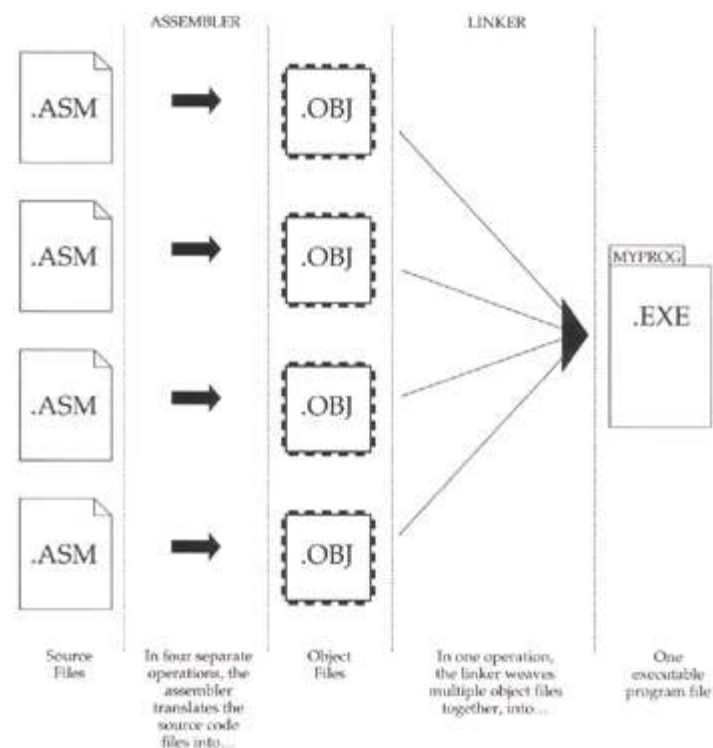 ASSEMBLER
LINKER
.ASM
.OBJ
.ASM
.OBJ
MYPROG
.EXE
.ASM
.OBJ
.ASM
.OBJ
Source
Files
In four separate
operations, the
assembler
translates the
source code
files into...
Object
Files
In one operation,
the linker weaves
multiple object files
together, into...
One
executable
program file